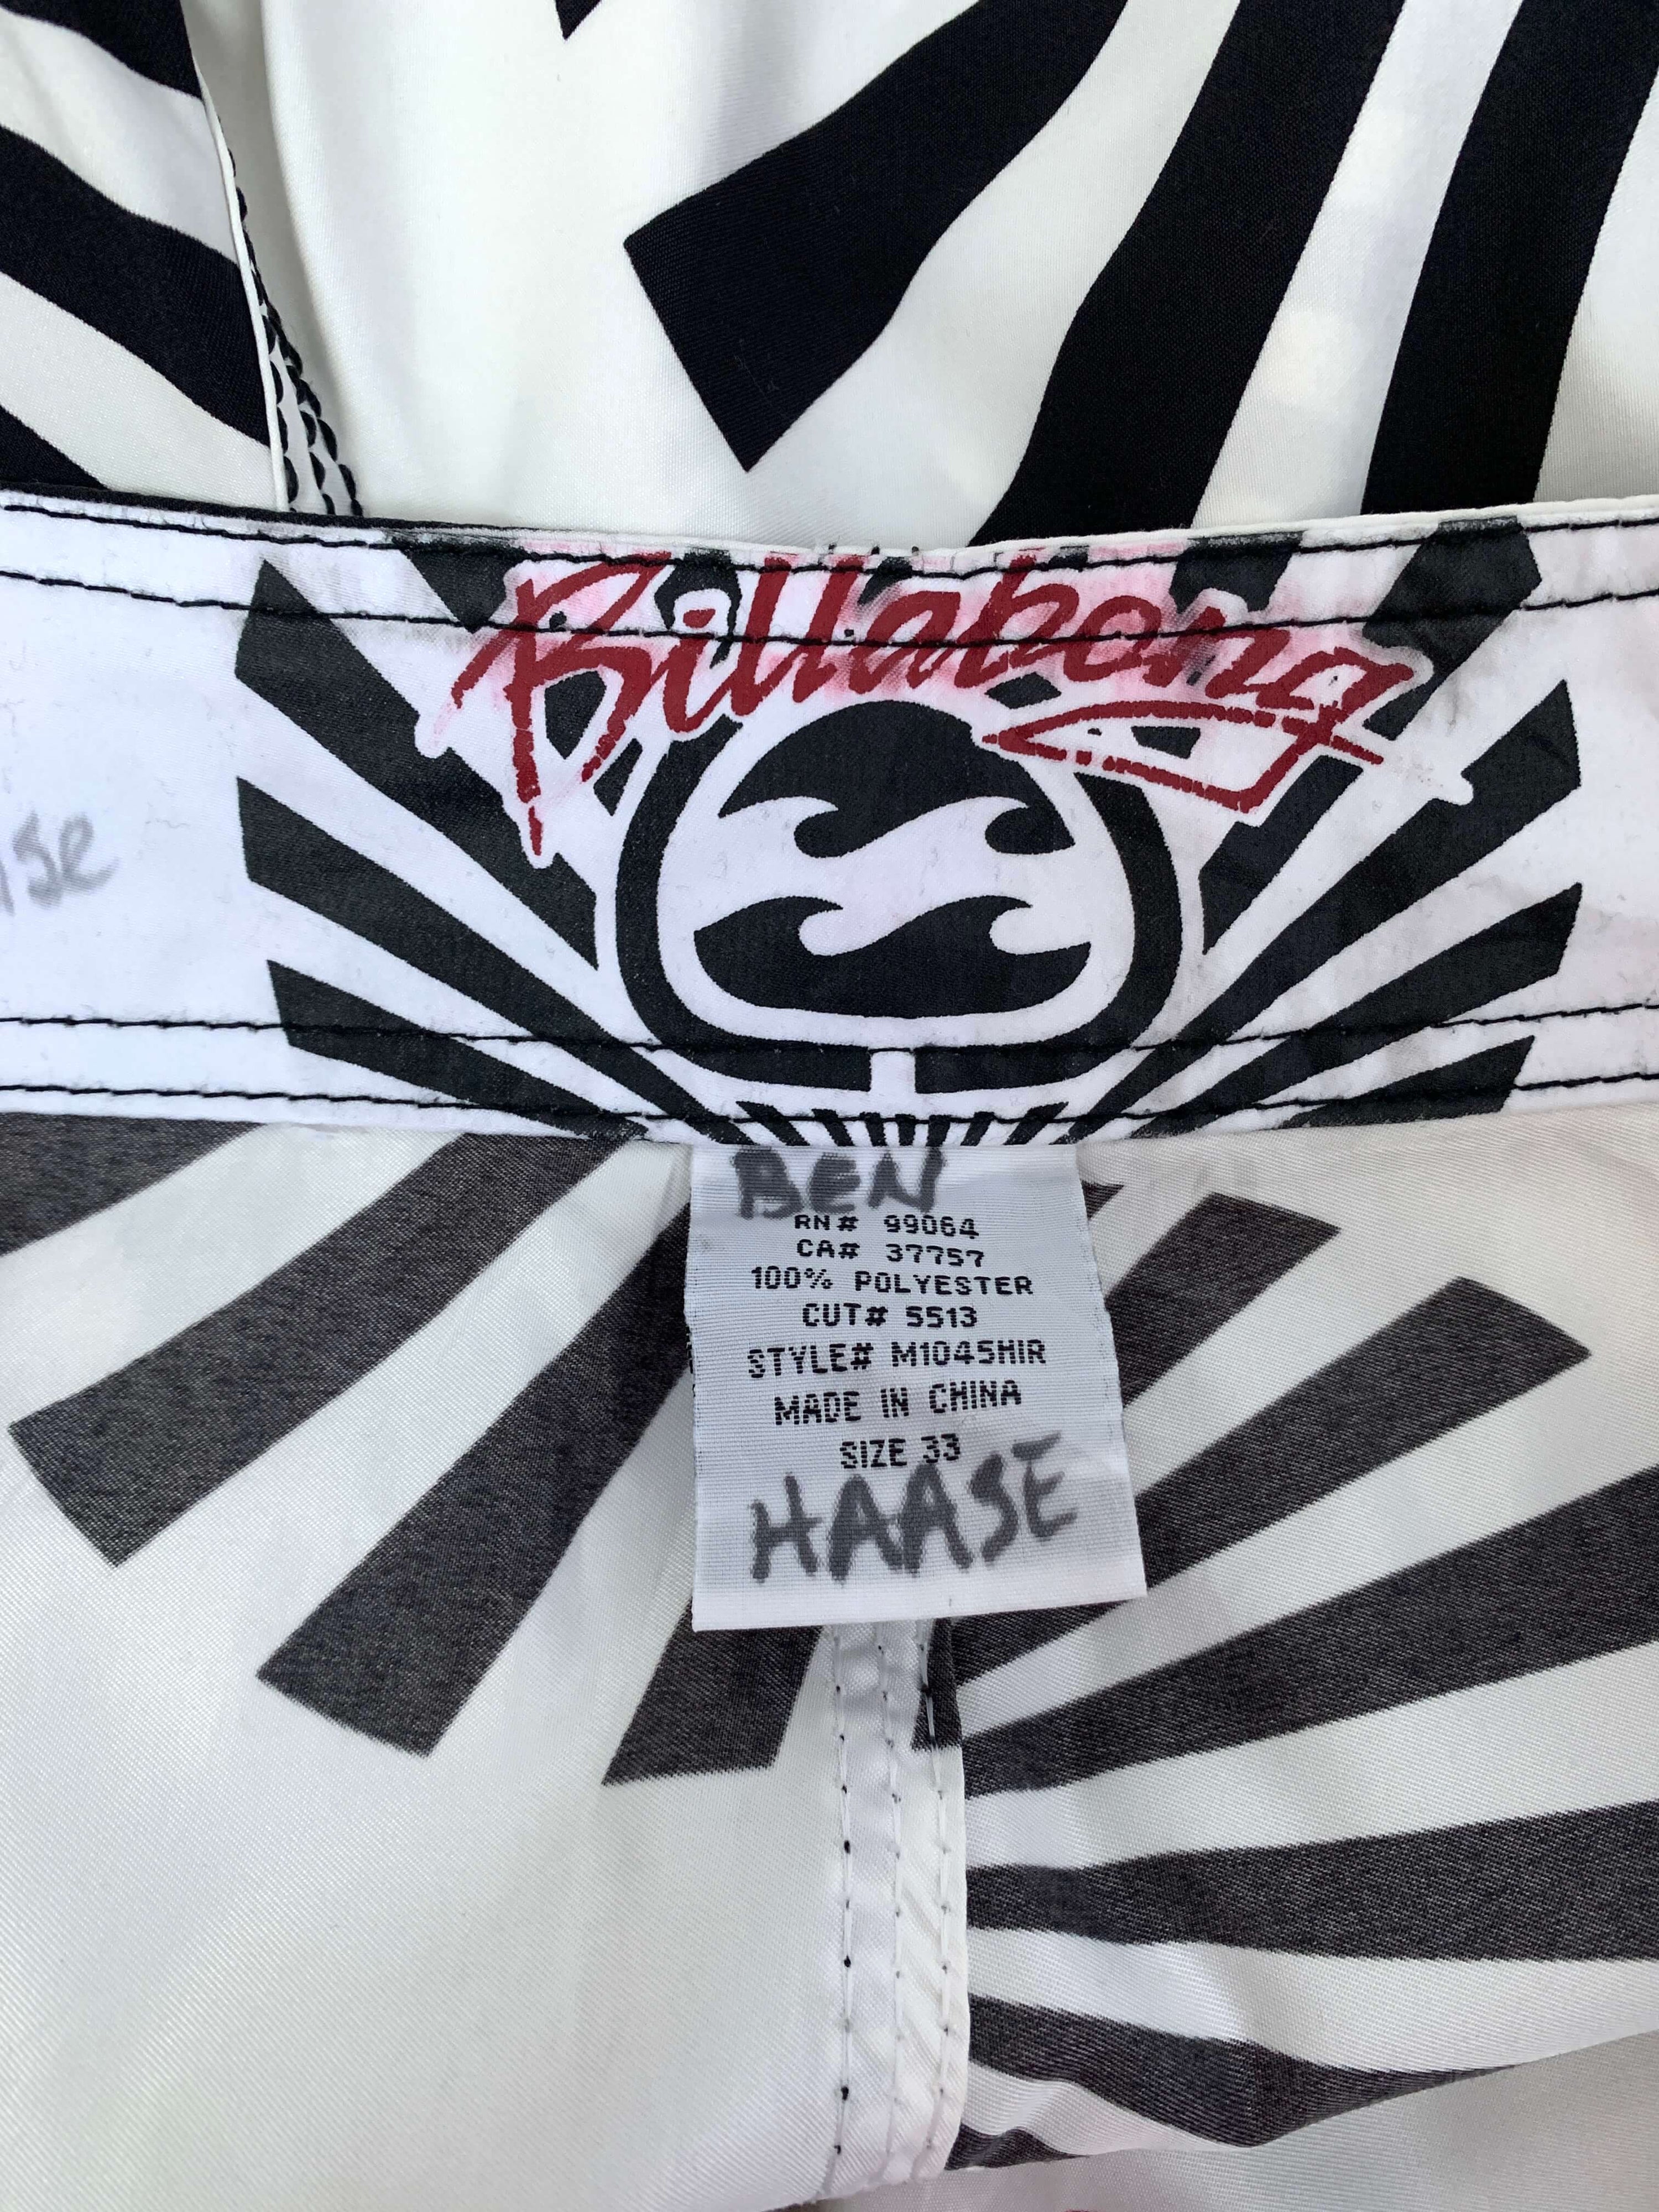 Billabong
BEN
RN# 99064
CA# 37757
100% POLYESTER
CUT# 5513
STYLE# M1045HIR
MADE IN CHINA
SIZE 33
HAASE